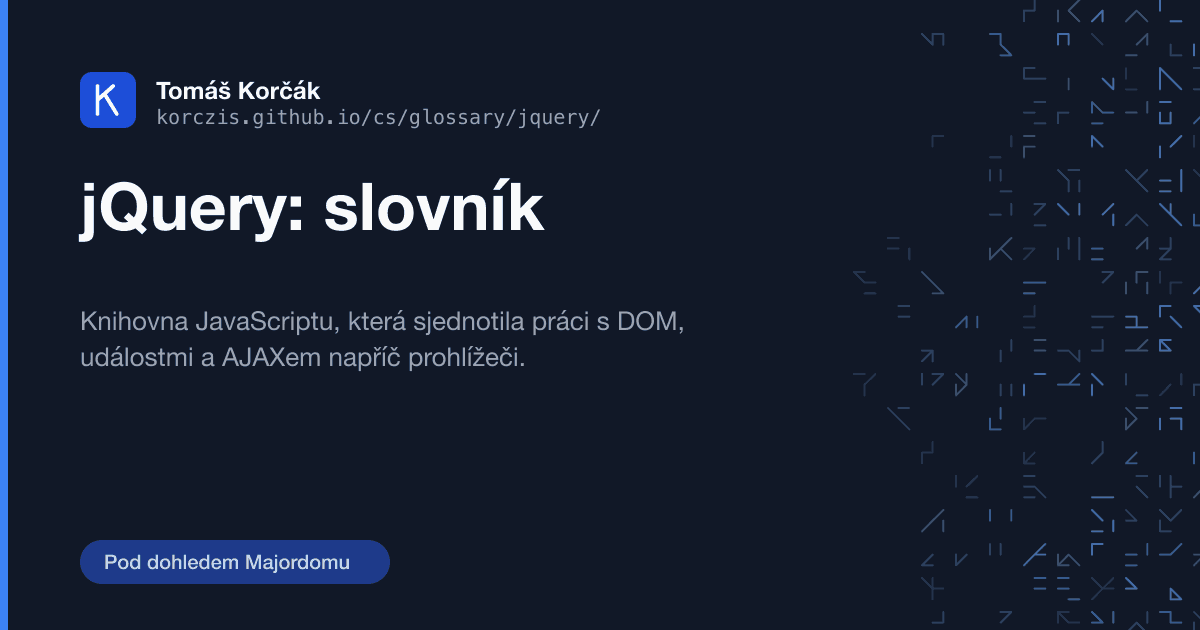 K
Tomáš Korčák
korczis.github.io/cs/glossary/jquery/
jQuery: slovník
Knihovna JavaScriptu, která sjednotila práci s DOM,
událostmi a AJAXem napříč prohlížeči.
Pod dohledem Majordomu